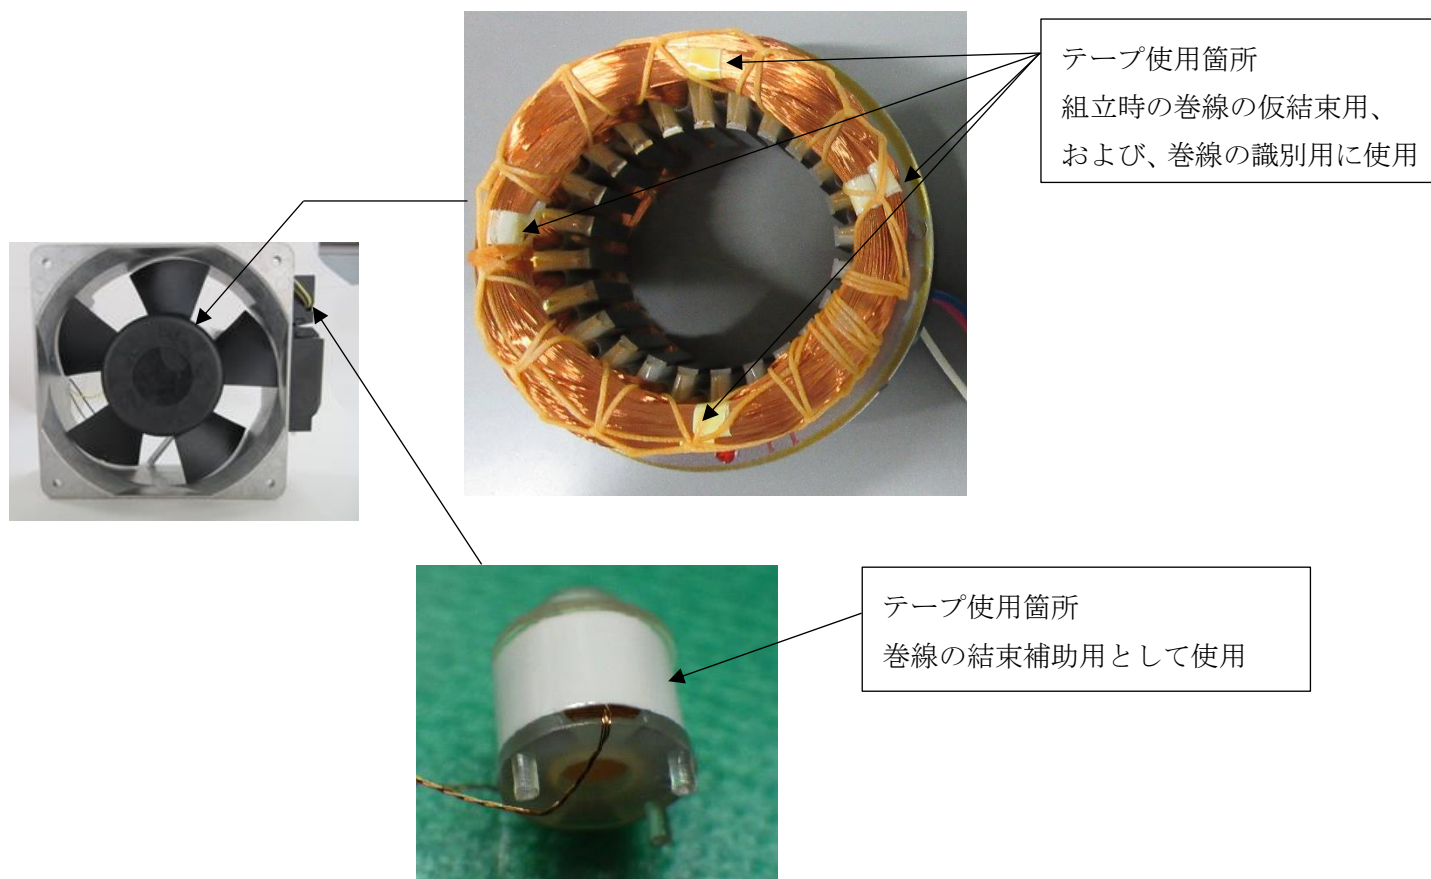 テープ使用箇所
組立時の巻線の仮結束用、
および、巻線の識別用に使用
テープ使用箇所
巻線の結束補助用として使用